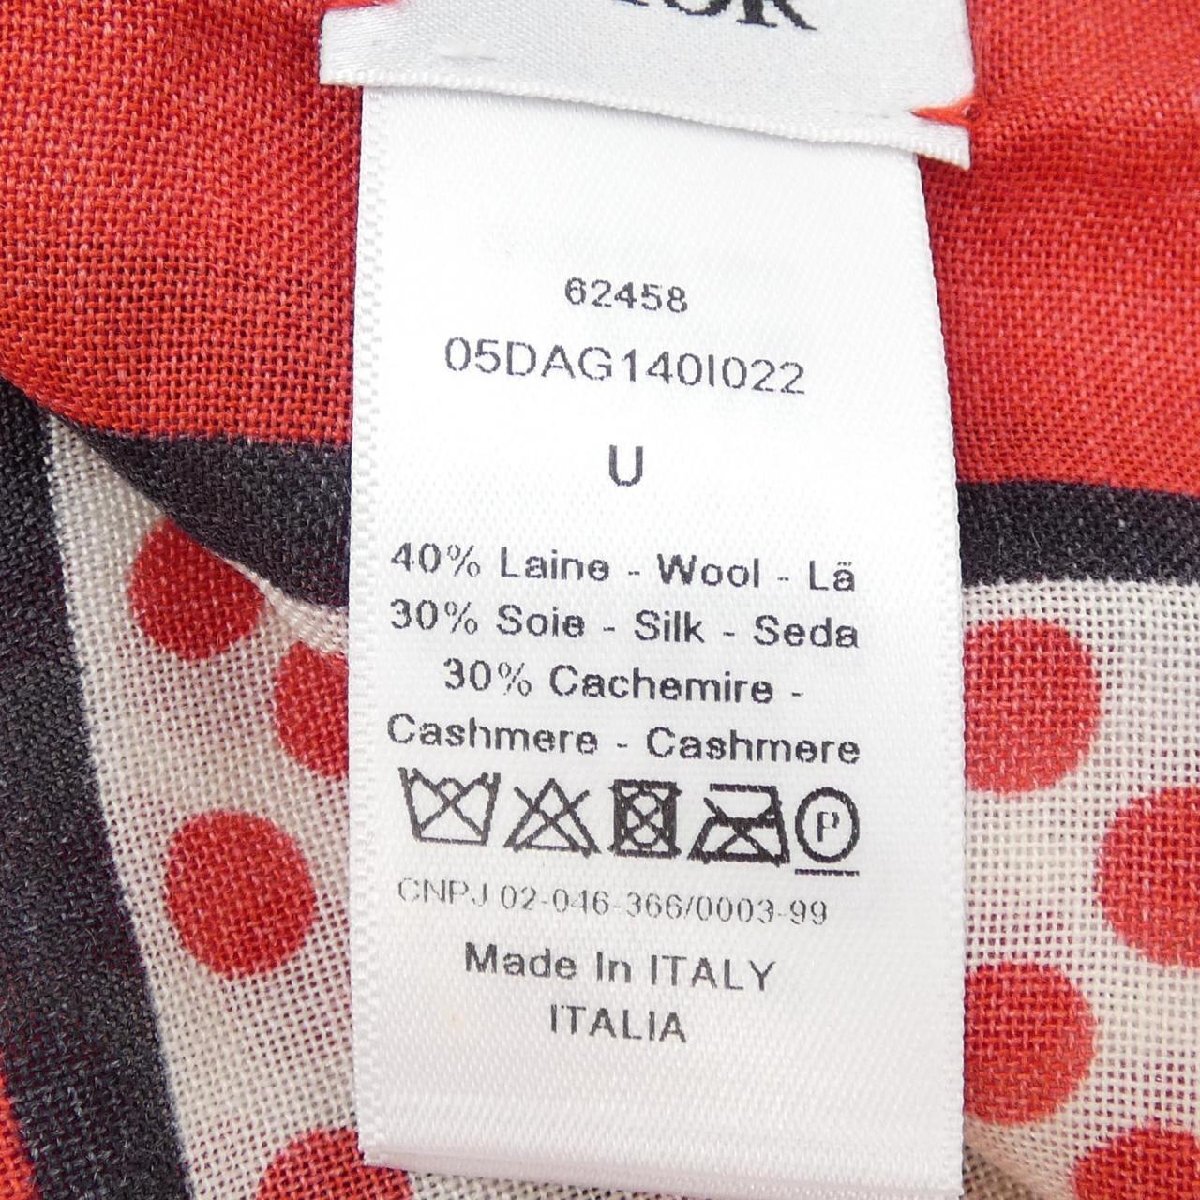 62458
05DAG140I022
U
40% Laine - Wool - Lã
30% Soie - Silk - Seda
30% Cachemire -
Cashmere - Cashmere
P
CNPJ 02-046-366/0003-99
Made In ITALY
ITALIA